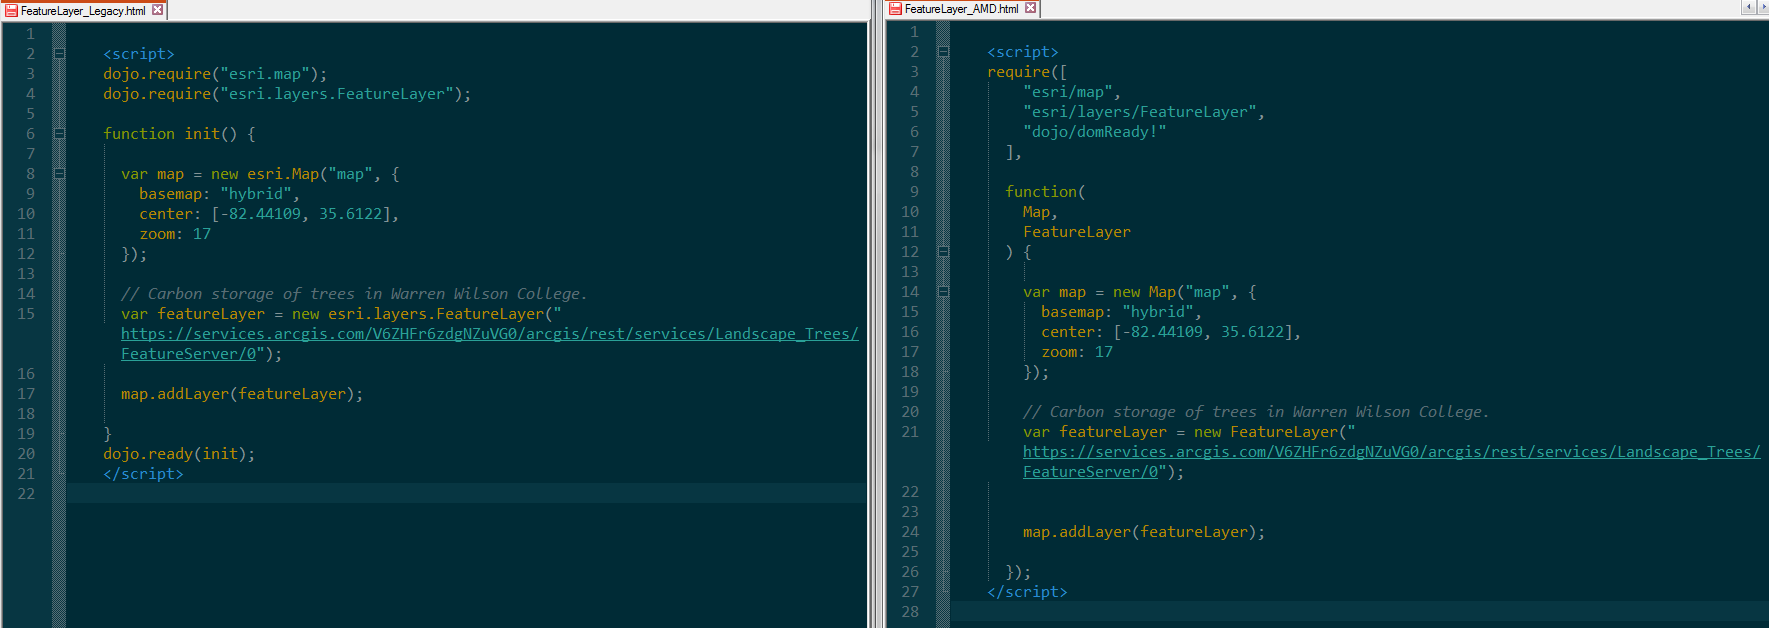 FeatureLayer_Legacy.html
1
2 <script>
3 dojo.require("esri.map");
4 dojo.require("esri.layers.FeatureLayer");
5
6 function init() {
7
8 var map = new esri.Map("map", {
9 basemap: "hybrid",
10 center: [-82.44109, 35.6122],
11 zoom: 17
12 });
13
14 // Carbon storage of trees in Warren Wilson College.
15 var featureLayer = new esri.layers.FeatureLayer("
https://services.arcgis.com/V6ZHFr6zdgNZuVG0/arcgis/rest/services/Landscape_Trees/
FeatureServer/0");
16
17 map.addLayer(featureLayer);
18
19 }
20 dojo.ready(init);
21 </script>
22
FeatureLayer_AMD.html
1
2 <script>
3 require([
4 "esri/map",
5 "esri/layers/FeatureLayer",
6 "dojo/domReady!"
7 ],
8
9 function(
10 Map,
11 FeatureLayer
12 ) {
13
14 var map = new Map("map", {
15 basemap: "hybrid",
16 center: [-82.44109, 35.6122],
17 zoom: 17
18 });
19
20 // Carbon storage of trees in Warren Wilson College.
21 var featureLayer = new FeatureLayer("
https://services.arcgis.com/V6ZHFr6zdgNZuVG0/arcgis/rest/services/Landscape_Trees/
FeatureServer/0");
22
23
24 map.addLayer(featureLayer);
25
26 });
27 </script>
28